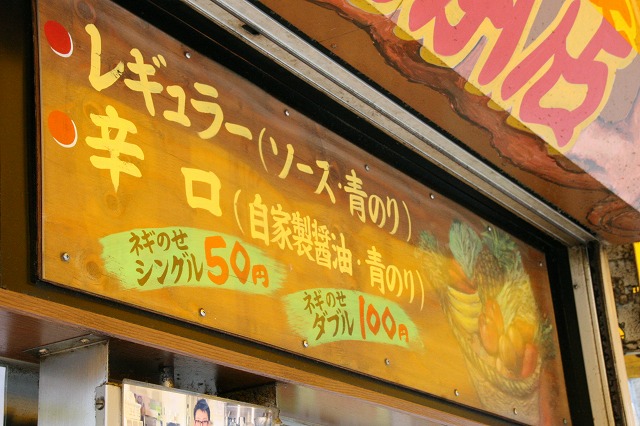 レギュラー(ソース・青のり)
辛口(自家製醤油・青のり)
ネギのせ
シングル50円
ネギのせ
ダブル100円